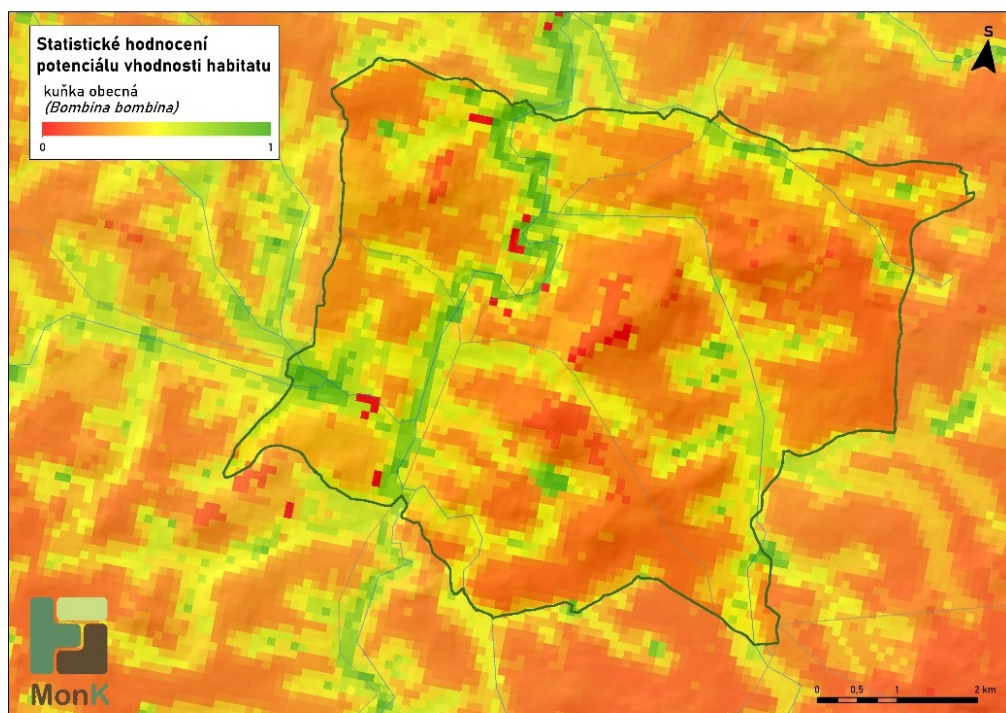 Statistické hodnocení
potenciálu vhodnosti habitatu
kuňka obecná
(Bombina bombina)
0 1
S
MonK
0 0,5 1 2 km